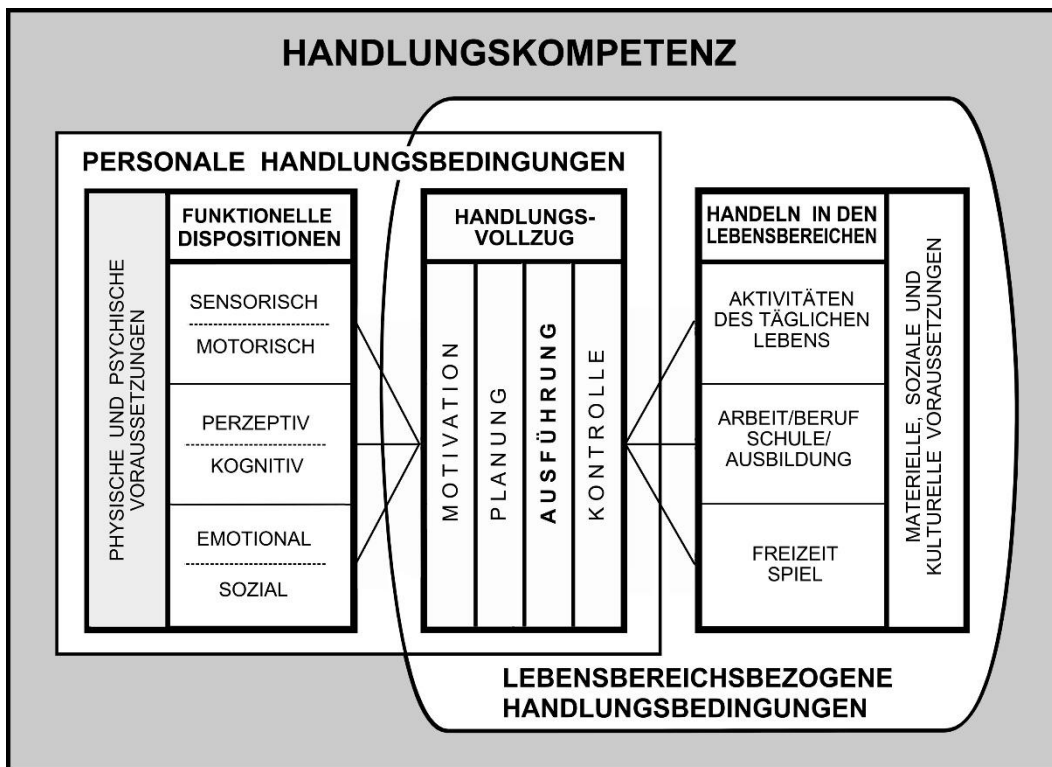 HANDLUNGSKOMPETENZ
PERSONALE HANDLUNGSBEDINGUNGEN
PHYSISCHE UND PSYCHISCHE
VORAUSSETZUNGEN
FUNKTIONELLE
DISPOSITIONEN
SENSORISCH
MOTORISCH
PERZEPTIV
KOGNITIV
EMOTIONAL
SOZIAL
HANDLUNGS-
VOLLZUG
MOTIVATION
PLANUNG
AUSFÜHRUNG
KONTROLLE
HANDELN IN DEN
LEBENSBEREICHEN
AKTIVITÄTEN
DES TÄGLICHEN
LEBENS
ARBEIT/BERUF
SCHULE/
AUSBILDUNG
FREIZEIT
SPIEL
MATERIELLE, SOZIALE UND
KULTURELLE VORAUSSETZUNGEN
LEBENSBEREICHSBEZOGENE
HANDLUNGSBEDINGUNGEN